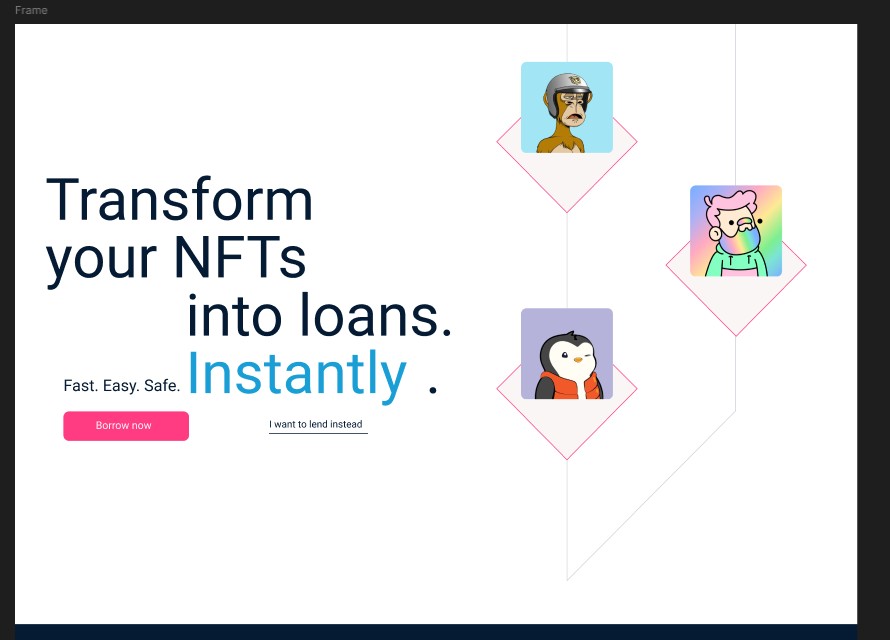 Frame
Transform
your NFTs
into loans.
Fast. Easy. Safe. Instantly .
Borrow now
I want to lend instead